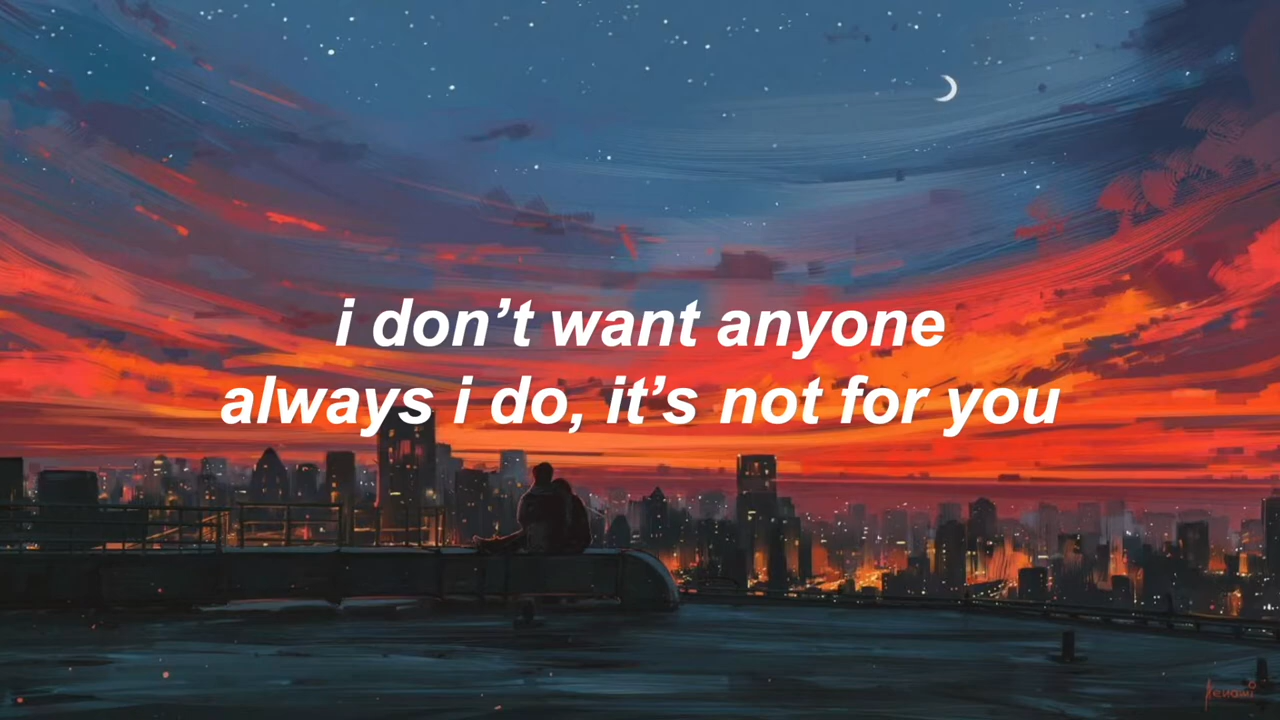 i don’t want anyone
always i do, it’s not for you